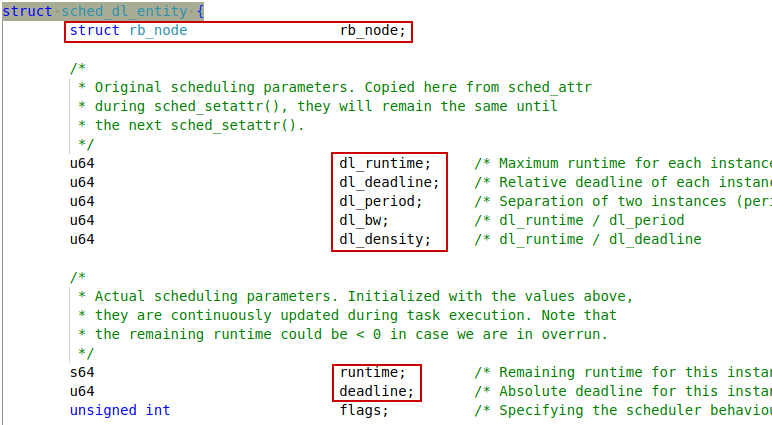 struct sched_dl_entity {
struct rb_node rb_node;
/*
* Original scheduling parameters. Copied here from sched_attr
* during sched_setattr(), they will remain the same until
* the next sched_setattr().
*/
u64 dl_runtime; /* Maximum runtime for each instance
u64 dl_deadline; /* Relative deadline of each
u64 dl_period; /* Separation of two instances
u64 dl_bw; /* dl_runtime / dl_period
u64 dl_density; /* dl_runtime / dl_deadline
/*
* Actual scheduling parameters. Initialized with the values above,
* they are continuously updated during task execution. Note that
* the remaining runtime could be < 0 in case we are in overrun.
*/
s64 runtime; /* Remaining runtime for this
u64 deadline; /* Absolute deadline for this
unsigned int flags; /* Specifying the scheduler